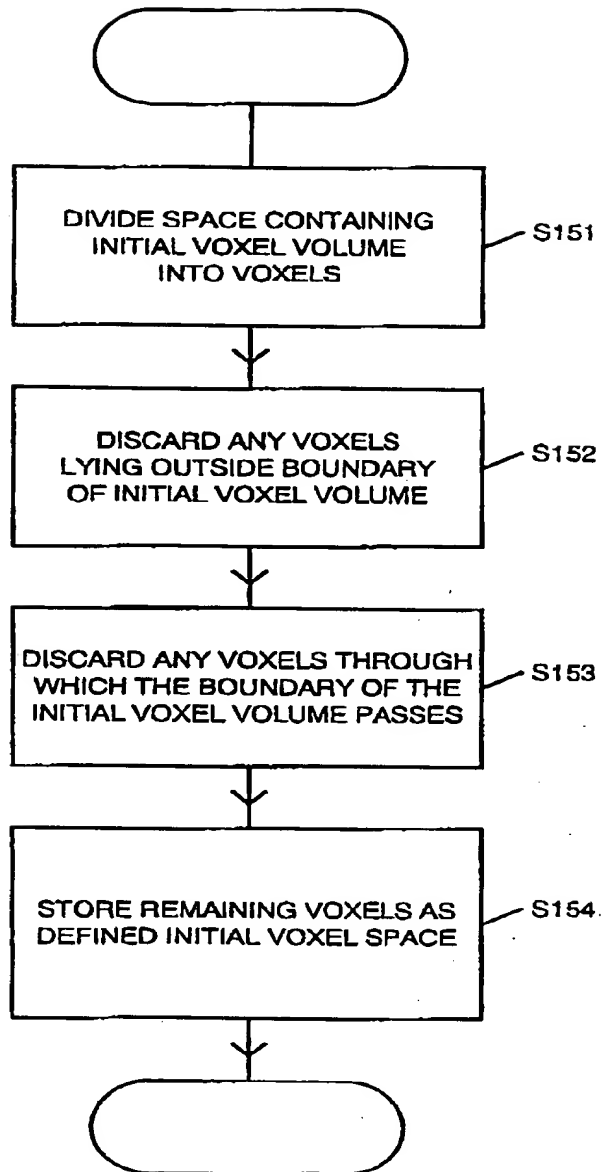 DIVIDE SPACE CONTAINING
INITIAL VOXEL VOLUME
INTO VOXELS
S151
DISCARD ANY VOXELS
LYING OUTSIDE BOUNDARY
OF INITIAL VOXEL VOLUME
S152
DISCARD ANY VOXELS THROUGH
WHICH THE BOUNDARY OF THE
INITIAL VOXEL VOLUME PASSES
S153
STORE REMAINING VOXELS AS
DEFINED INITIAL VOXEL SPACE
S154